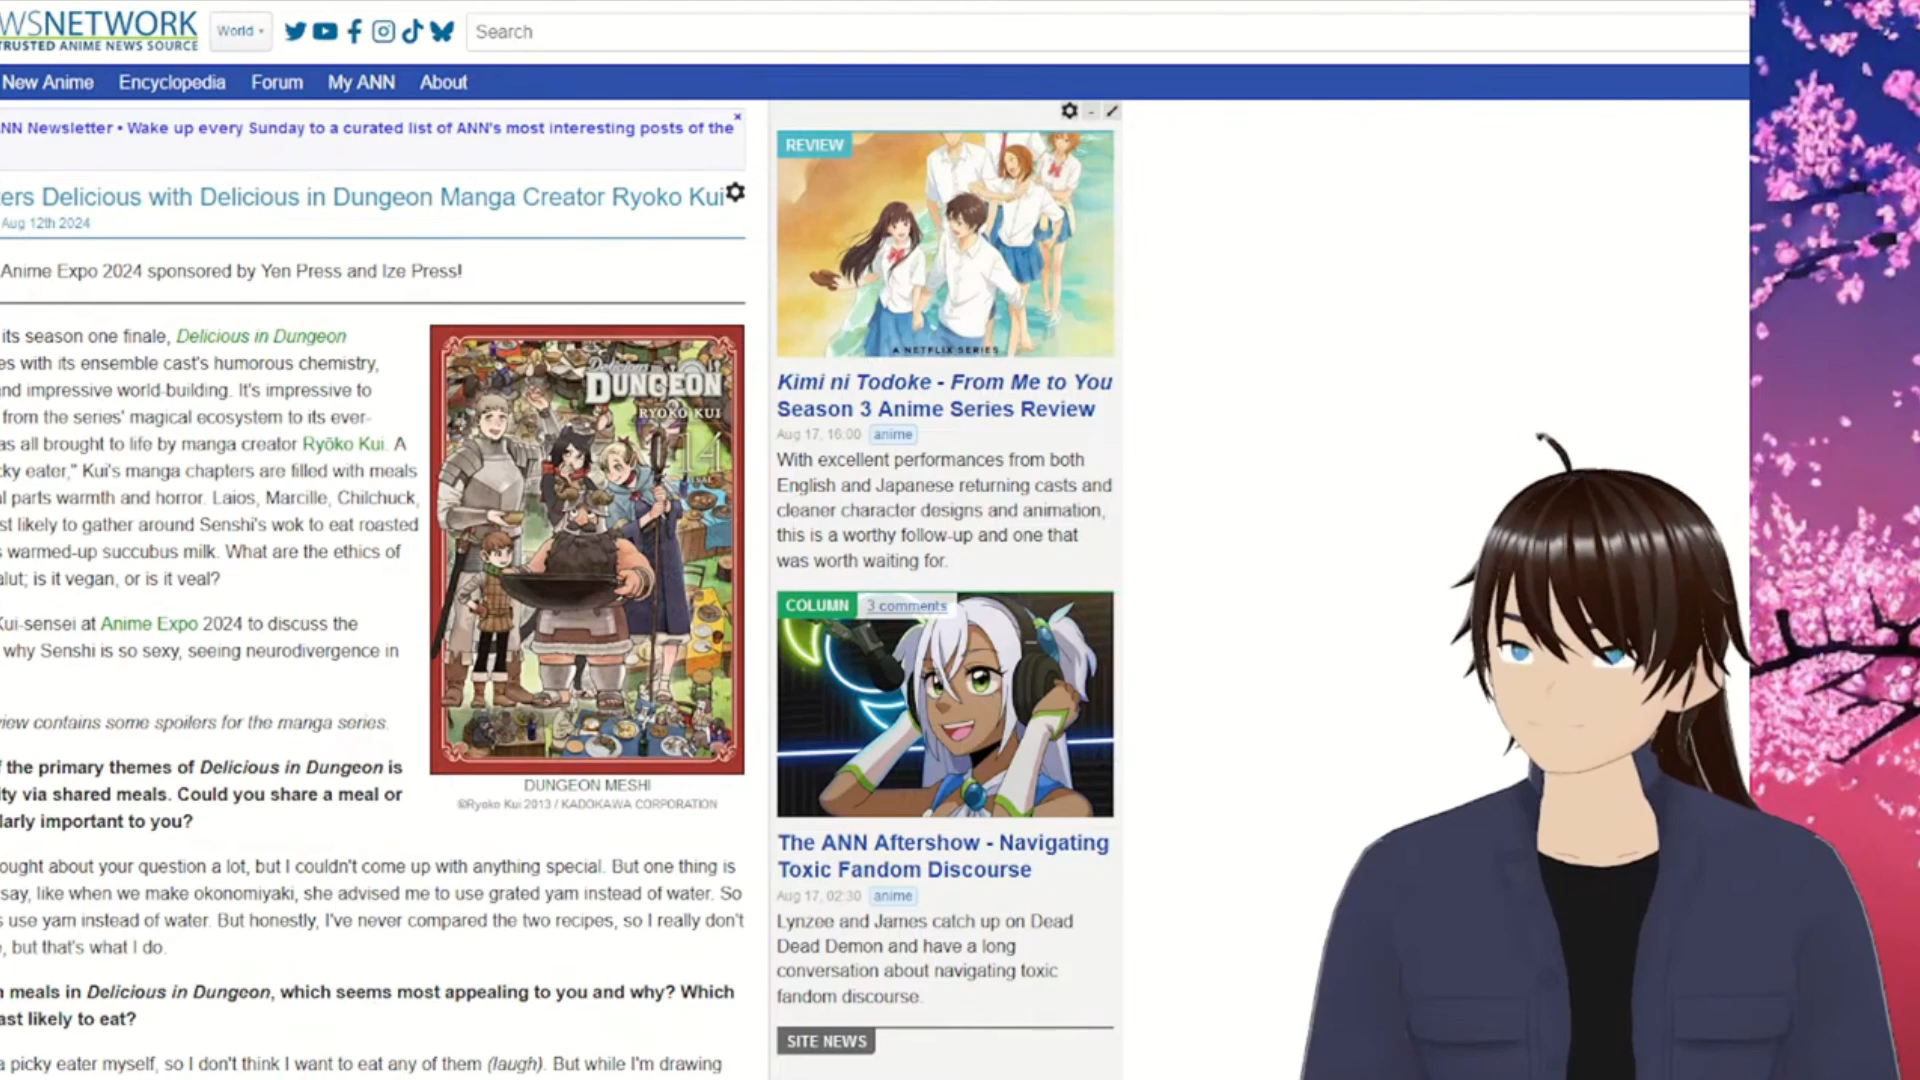 WSNETWORK
TRUSTED ANIME NEWS SOURCE
World
Search
New Anime Encyclopedia Forum My ANN About
NN Newsletter • Wake up every Sunday to a curated list of ANN's most interesting posts of the
ers Delicious with Delicious in Dungeon Manga Creator Ryoko Kui
Aug 12th 2024
Anime Expo 2024 sponsored by Yen Press and Ize Press!
its season one finale, Delicious in Dungeon
es with its ensemble cast's humorous chemistry,
nd impressive world-building. It's impressive to
from the series' magical ecosystem to its ever-
as all brought to life by manga creator Ryōko Kui. A
ky eater," Kui's manga chapters are filled with meals
l parts warmth and horror. Laios, Marcille, Chilchuck,
st likely to gather around Senshi's wok to eat roasted
s warmed-up succubus milk. What are the ethics of
alut; is it vegan, or is it veal?
Kui-sensei at Anime Expo 2024 to discuss the
why Senshi is so sexy, seeing neurodivergence in
view contains some spoilers for the manga series.
f the primary themes of Delicious in Dungeon is
ity via shared meals. Could you share a meal or
larly important to you?
ought about your question a lot, but I couldn't come up with anything special. But one thing is
say, like when we make okonomiyaki, she advised me to use grated yam instead of water. So
s use yam instead of water. But honestly, I've never compared the two recipes, so I really don't
, but that's what I do.
n meals in Delicious in Dungeon, which seems most appealing to you and why? Which
ast likely to eat?
a picky eater myself, so I don't think I want to eat any of them (laugh). But while I'm drawing
Delicious in
DUNGEON
RYOKO KUI
14
DUNGEON MESHI
©Ryoko Kui 2013 / KADOKAWA CORPORATION
REVIEW
A NETFLIX SERIES
Kimi ni Todoke - From Me to You
Season 3 Anime Series Review
Aug 17, 16:00 anime
With excellent performances from both
English and Japanese returning casts and
cleaner character designs and animation,
this is a worthy follow-up and one that
was worth waiting for.
COLUMN 3 comments
The ANN Aftershow - Navigating
Toxic Fandom Discourse
Aug 17, 02:30 anime
Lynzee and James catch up on Dead
Dead Demon and have a long
conversation about navigating toxic
fandom discourse.
SITE NEWS